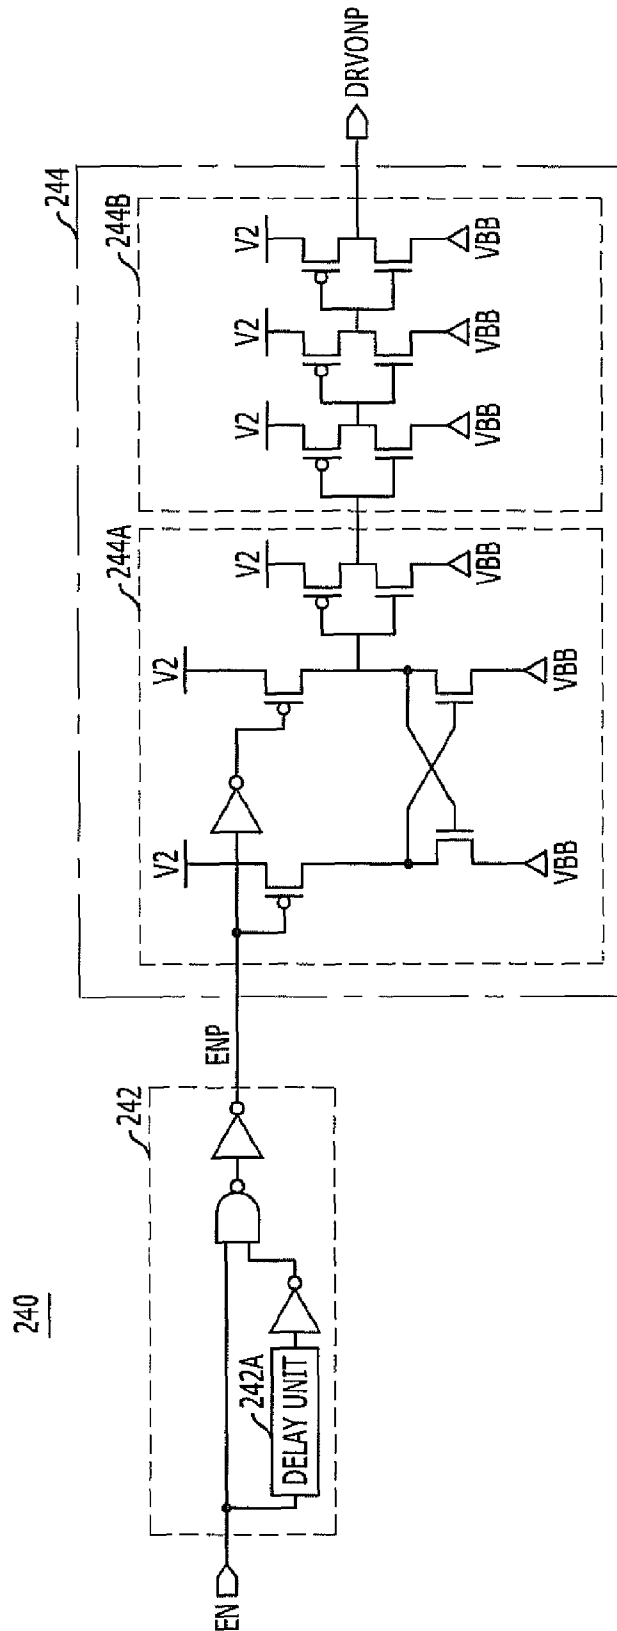 240
EN
242
242A
DELAY UNIT
ENP
244
244A
V2
V2
V2
VBB
VBB
VBB
244B
V2
V2
V2
VBB
VBB
VBB
DRVONP